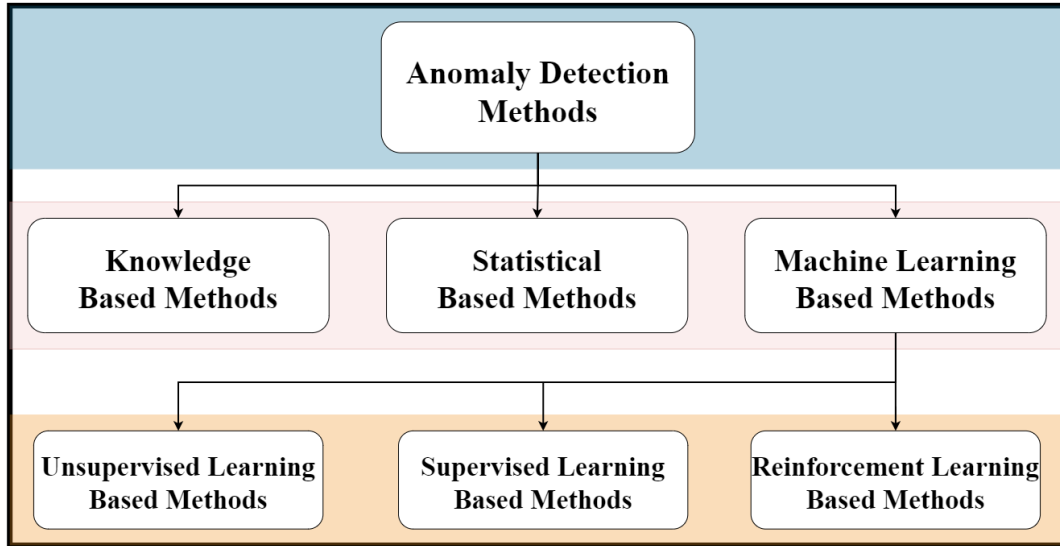 Anomaly Detection
Methods
Knowledge
Based Methods
Statistical
Based Methods
Machine Learning
Based Methods
Unsupervised Learning
Based Methods
Supervised Learning
Based Methods
Reinforcement Learning
Based Methods